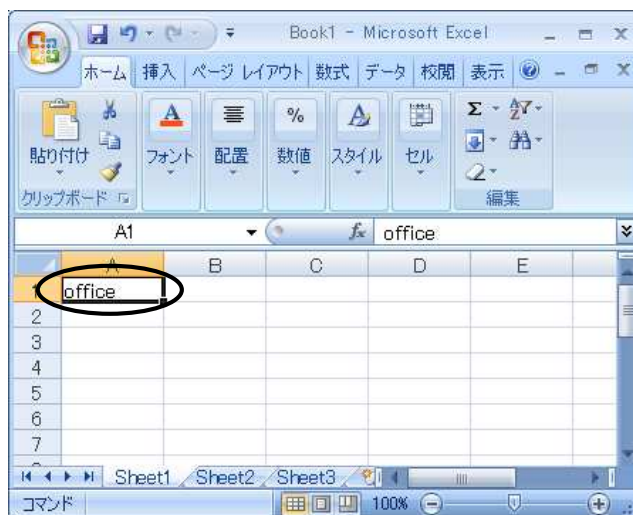 Book1 - Microsoft Excel
ホーム 挿入 ページ レイアウト 数式 データ 校閲 表示
貼り付け フォント 配置 数値 スタイル セル
クリップボード 編集
A1 fx office
A B C D E
1 office
2
3
4
5
6
7
Sheet1 Sheet2 Sheet3
コマンド 100%